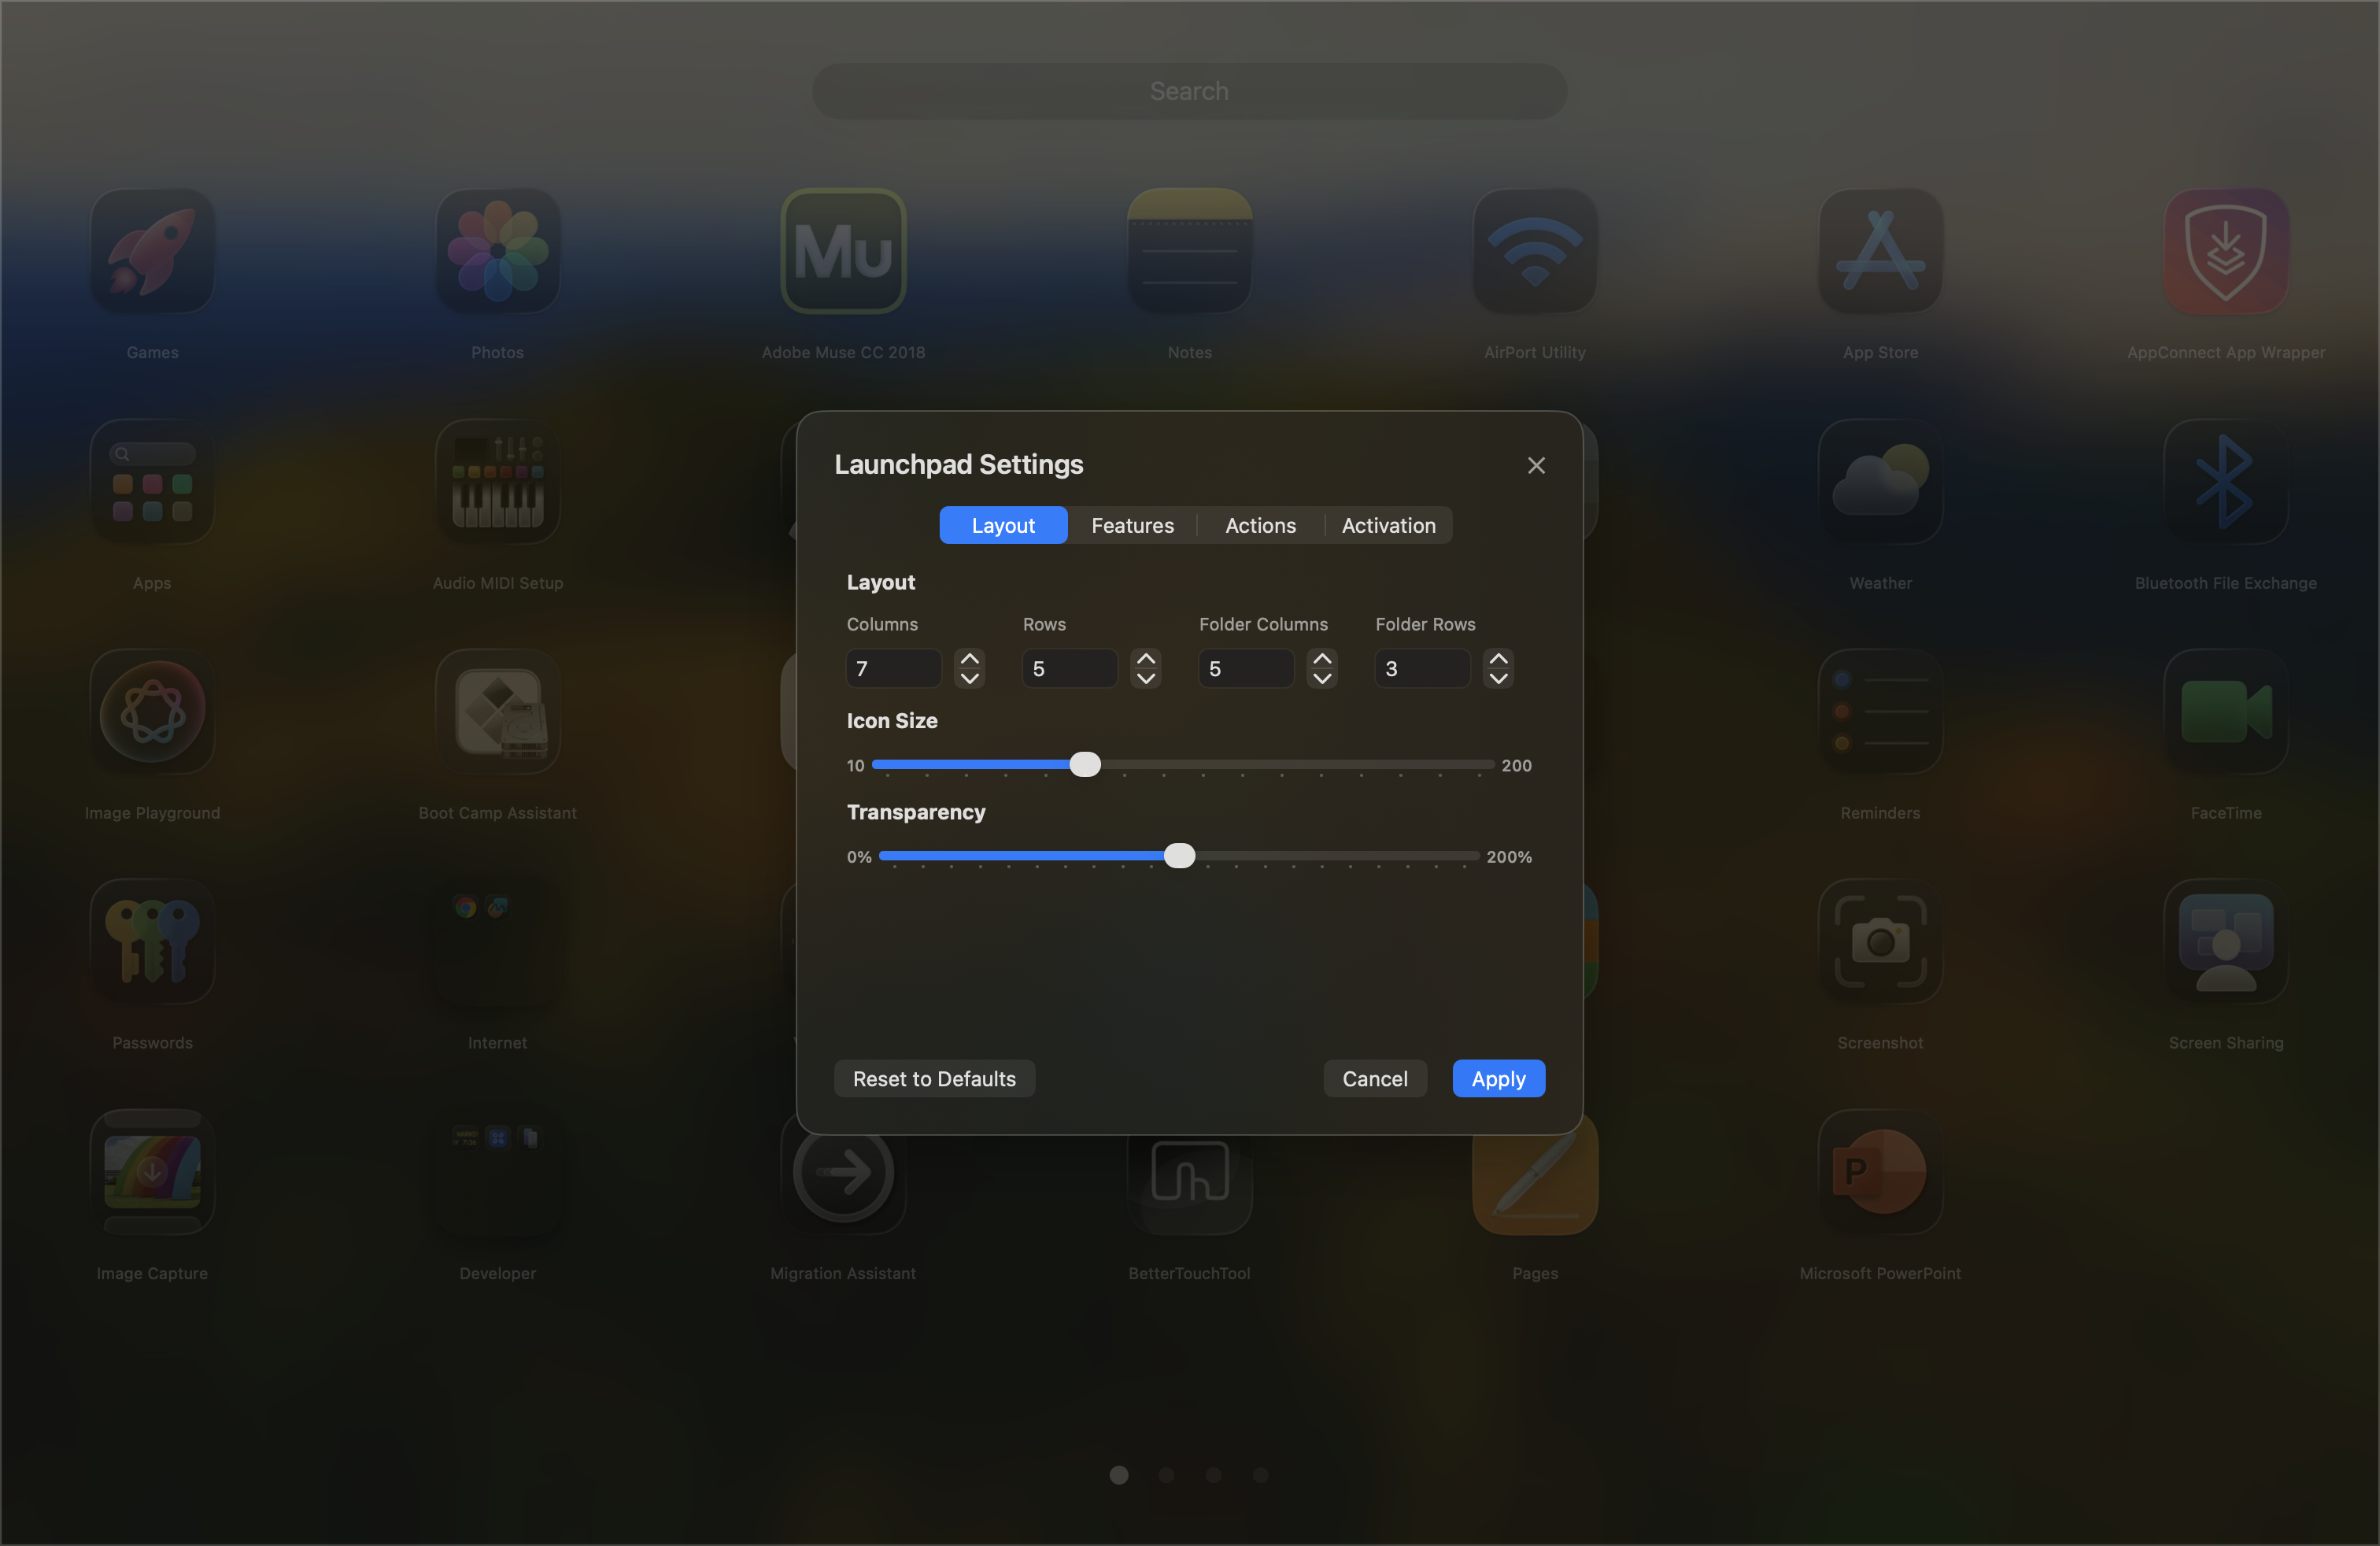 Search
Mu
Games
Photos
Adobe Muse CC 2018
Notes
AirPort Utility
App Store
AppConnect App Wrapper
Launchpad Settings
Layout
Features
Actions
Activation
Apps
Audio MIDI Setup
Weather
Bluetooth File Exchange
Layout
Columns
Rows
Folder Columns
Folder Rows
7
5
5
3
Icon Size
10
200
Transparency
0%
200%
Image Playground
Boot Camp Assistant
Reminders
FaceTime
Passwords
Internet
Screenshot
Screen Sharing
Reset to Defaults
Cancel
Apply
P
Image Capture
Developer
Migration Assistant
BetterTouchTool
Pages
Microsoft PowerPoint